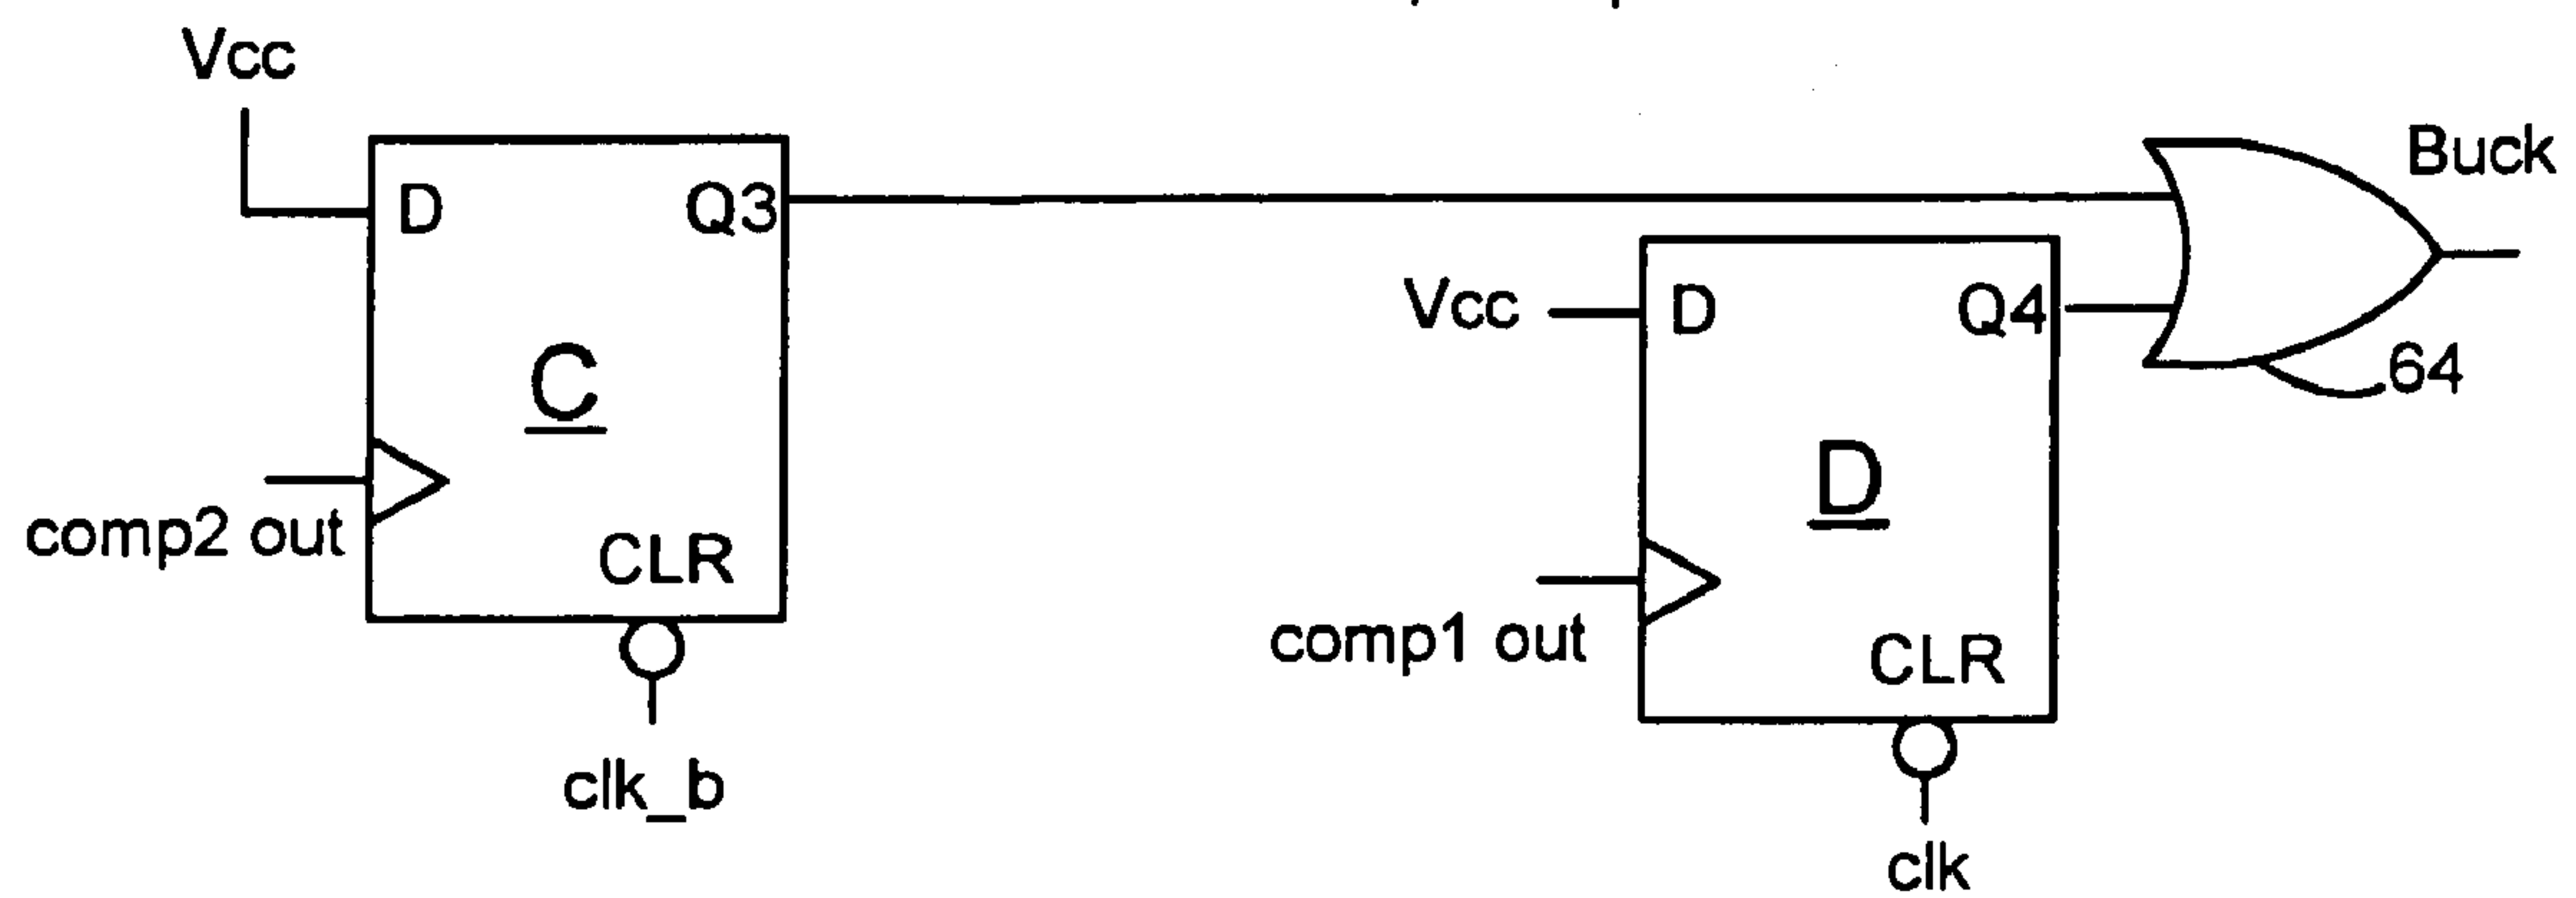 Vcc
Buck
D
Q3
Vcc
D
Q4
C
64
D
comp2 out
CLR
comp1 out
CLR
clk_b
clk